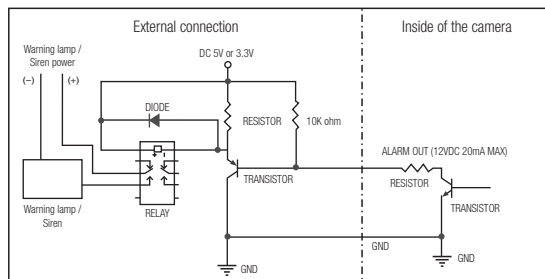 External connection
Inside of the camera
Warning lamp /
Siren power
(−)
(+)
DC 5V or 3.3V
DIODE
RESISTOR
10K ohm
ALARM OUT (12VDC 20mA MAX)
RESISTOR
TRANSISTOR
TRANSISTOR
Warning lamp /
Siren
RELAY
GND
GND
GND